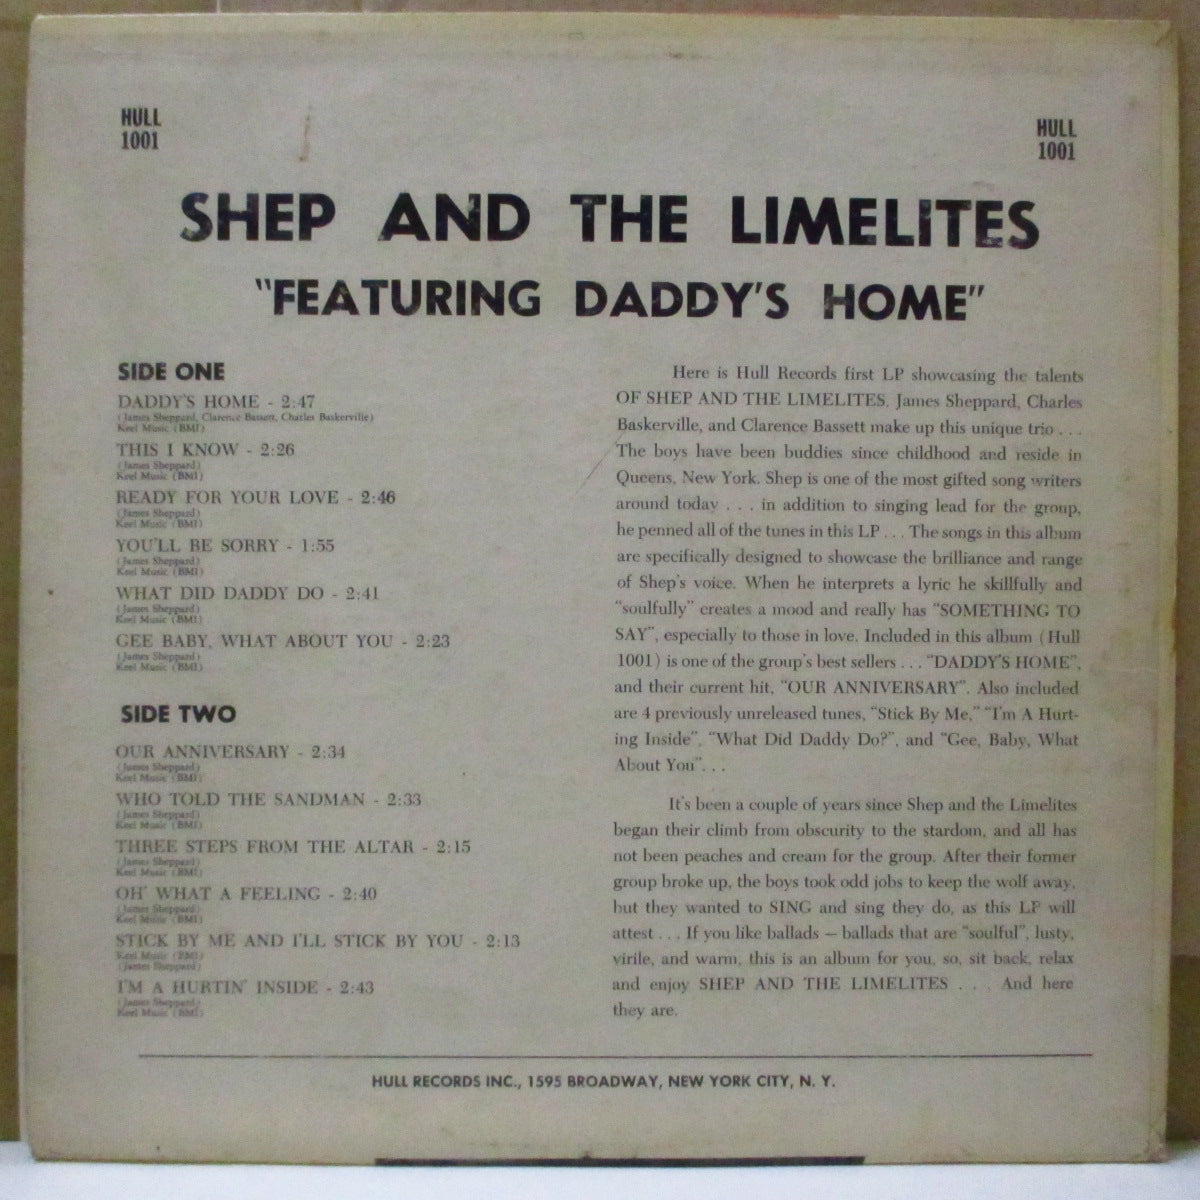 HULL
1001
HULL
1001
SHEP AND THE LIMELITES
"FEATURING DADDY'S HOME"
SIDE ONE
DADDY'S HOME - 2:47
(James Sheppard, Clarence Bassett, Charles Baskerville)
Keel Music (BMI)
THIS I KNOW - 2:26
(James Sheppard)
Keel Music (BMI)
READY FOR YOUR LOVE - 2:46
(James Sheppard)
Keel Music (BMI)
YOU'LL BE SORRY - 1:55
(James Sheppard)
Keel Music (BMI)
WHAT DID DADDY DO - 2:41
(James Sheppard)
Keel Music (BMI)
GEE BABY, WHAT ABOUT YOU - 2:23
(James Sheppard)
Keel Music (BMI)
SIDE TWO
OUR ANNIVERSARY - 2:34
(James Sheppard)
Keel Music (BMI)
WHO TOLD THE SANDMAN - 2:33
(James Sheppard)
Keel Music (BMI)
THREE STEPS FROM THE ALTAR - 2:15
(James Sheppard)
Keel Music (BMI)
OH' WHAT A FEELING - 2:40
(James Sheppard)
Keel Music (BMI)
STICK BY ME AND I'LL STICK BY YOU - 2:13
Keel Music (BMI)
(James Sheppard)
I'M A HURTIN' INSIDE - 2:43
(James Sheppard)
Keel Music (BMI)
Here is Hull Records first LP showcasing the talents
OF SHEP AND THE LIMELITES, James Sheppard, Charles
Baskerville, and Clarence Bassett make up this unique trio . . .
The boys have been buddies since childhood and reside in
Queens, New York. Shep is one of the most gifted song writers
around today . . . in addition to singing lead for the group,
he penned all of the tunes in this LP . . . The songs in this album
are specifically designed to showcase the brilliance and range
of Shep's voice. When he interprets a lyric he skillfully and
"soulfully" creates a mood and really has "SOMETHING TO
SAY", especially to those in love. Included in this album (Hull
1001) is one of the group's best sellers . . . "DADDY'S HOME",
and their current hit, "OUR ANNIVERSARY". Also included
are 4 previously unreleased tunes, "Stick By Me," "I'm A Hurt-
ing Inside", "What Did Daddy Do?", and "Gee, Baby, What
About You". . .
It's been a couple of years since Shep and the Limelites
began their climb from obscurity to the stardom, and all has
not been peaches and cream for the group. After their former
group broke up, the boys took odd jobs to keep the wolf away,
but they wanted to SING and sing they do, as this LP will
attest . . . If you like ballads — ballads that are "soulful", lusty,
virile, and warm, this is an album for you, so, sit back, relax
and enjoy SHEP AND THE LIMELITES . . . And here
they are.
HULL RECORDS INC., 1595 BROADWAY, NEW YORK CITY, N. Y.